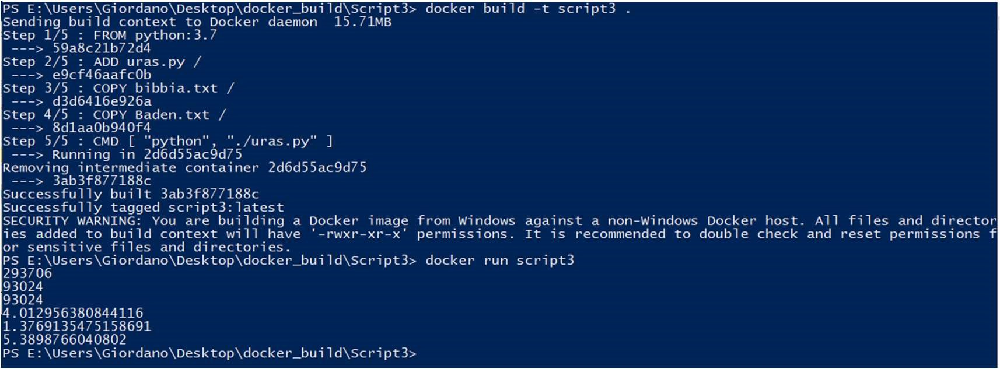 PS E:\Users\Giordano\Desktop\docker_build\Script3> docker build -t script3 .
Sending build context to Docker daemon  15.71MB
Step 1/5 : FROM python:3.7
 ---> 59a8c21b72d4
Step 2/5 : ADD uras.py /
 ---> e9cf46aafc0b
Step 3/5 : COPY bibbia.txt /
 ---> d3d6416e926a
Step 4/5 : COPY Baden.txt /
 ---> 8d1aa0b940f4
Step 5/5 : CMD [ "python", "./uras.py" ]
 ---> Running in 2d6d55ac9d75
Removing intermediate container 2d6d55ac9d75
 ---> 3ab3f877188c
Successfully built 3ab3f877188c
Successfully tagged script3:latest
SECURITY WARNING: You are building a Docker image from Windows against a non-Windows Docker host. All files and director
ies added to build context will have '-rwxr-xr-x' permissions. It is recommended to double check and reset permissions f
or sensitive files and directories.
PS E:\Users\Giordano\Desktop\docker_build\Script3> docker run script3
293706
93024
93024
4.012956380844116
1.3769135475158691
5.3898766040802
PS E:\Users\Giordano\Desktop\docker_build\Script3>